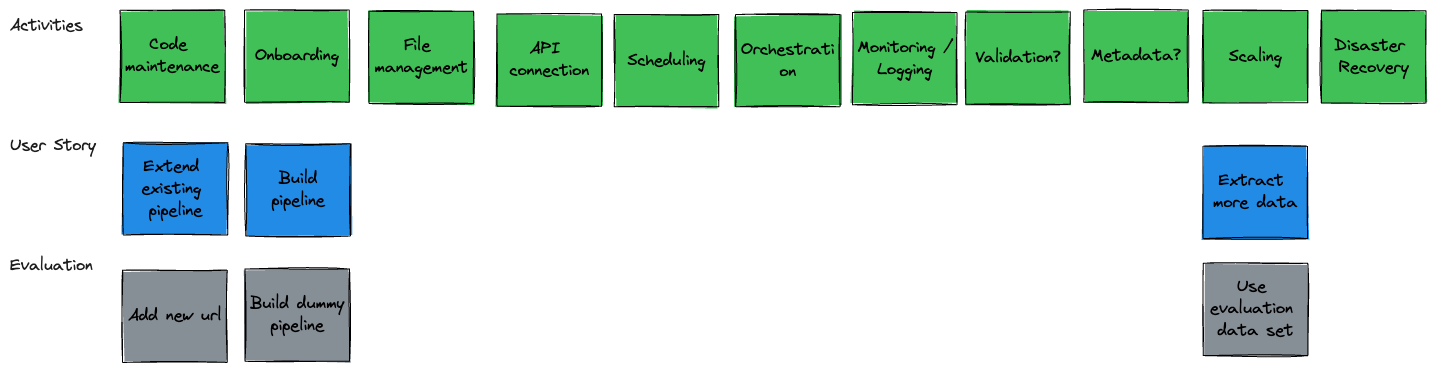 Activities
Code
maintenance
Onboarding
File
management
API
connection
Scheduling
Orchestrati
on
Monitoring /
Logging
Validation?
Metadata?
Scaling
Disaster
Recovery
User Story
Extend
existing
pipeline
Build
pipeline
Extract
more data
Evaluation
Add new url
Build dummy
pipeline
Use
evaluation
data set